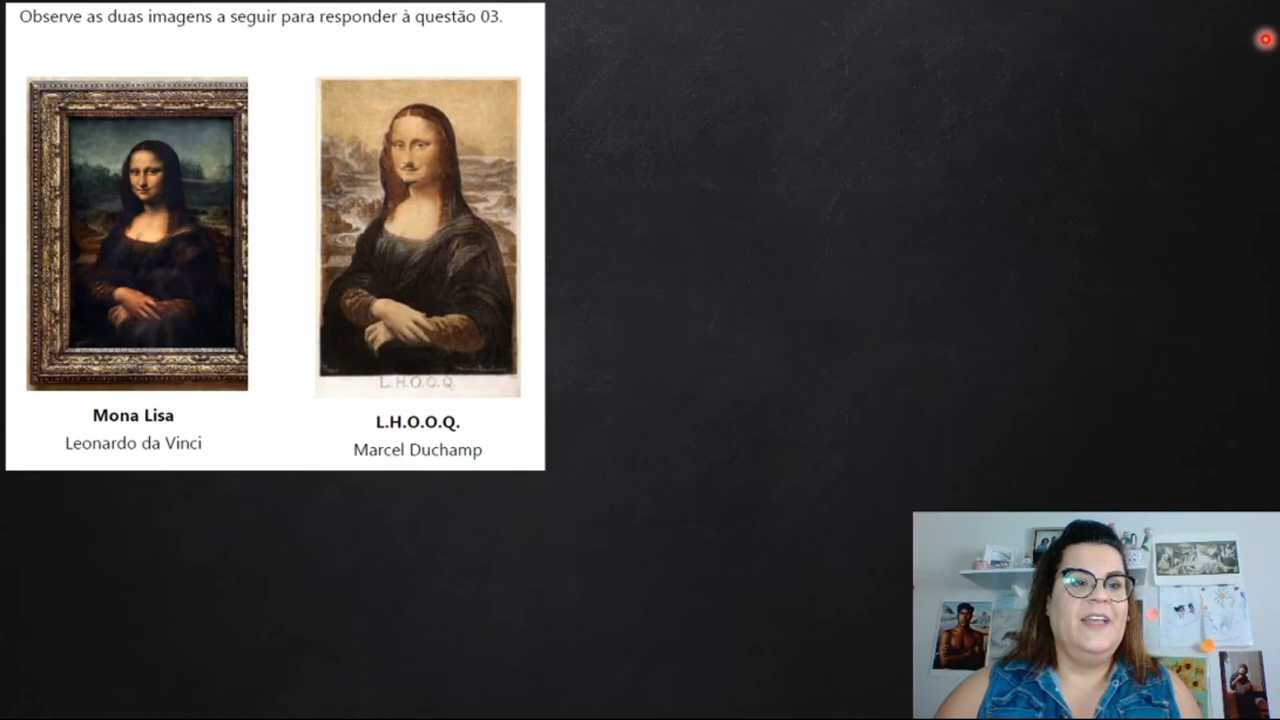 Observe as duas imagens a seguir para responder à questão 03.
L.H.O.O.Q.
Mona Lisa
Leonardo da Vinci
L.H.O.O.Q.
Marcel Duchamp